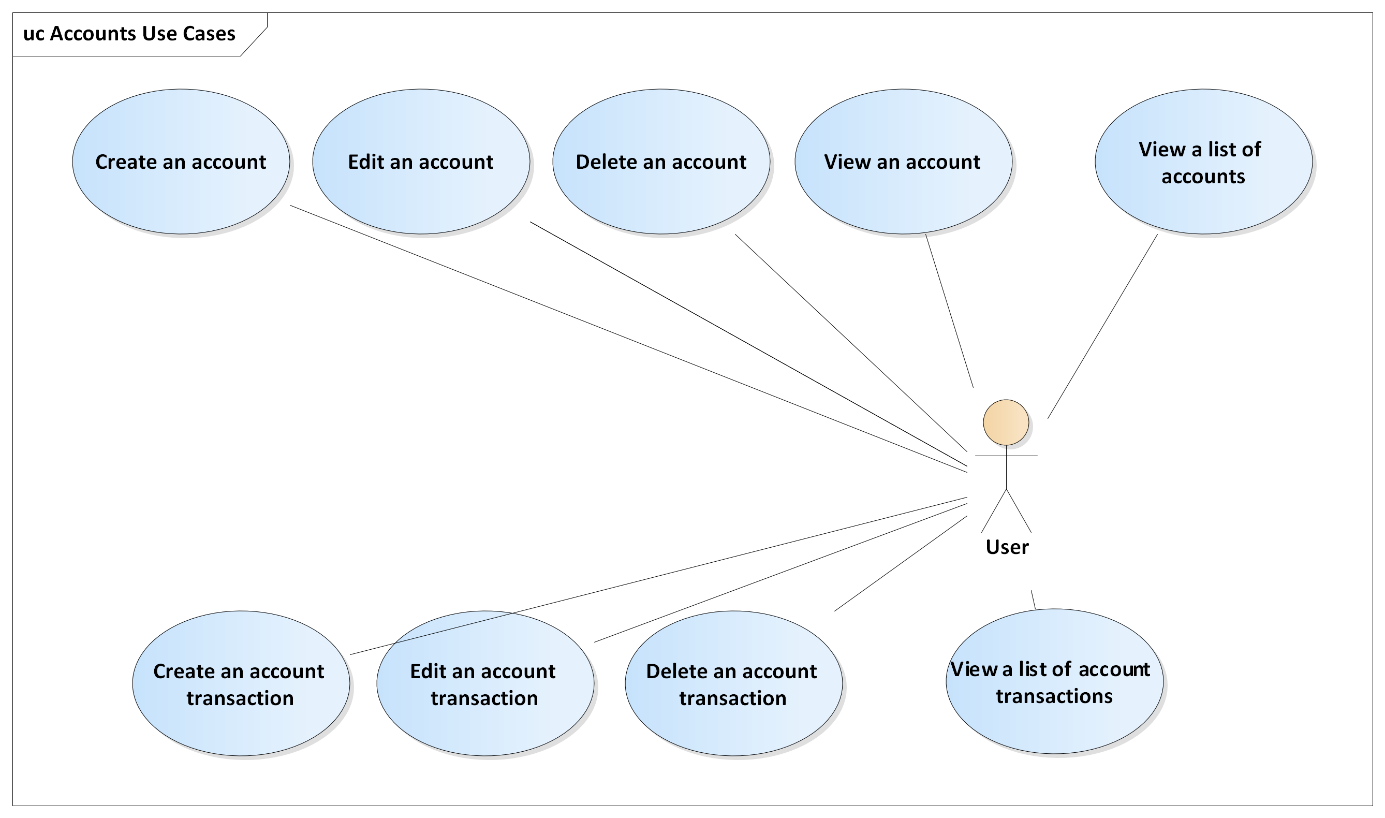 uc Accounts Use Cases
Create an account
Edit an account
Delete an account
View an account
View a list of
accounts
User
Create an account
transaction
Edit an account
transaction
Delete an account
transaction
View a list of account
transactions